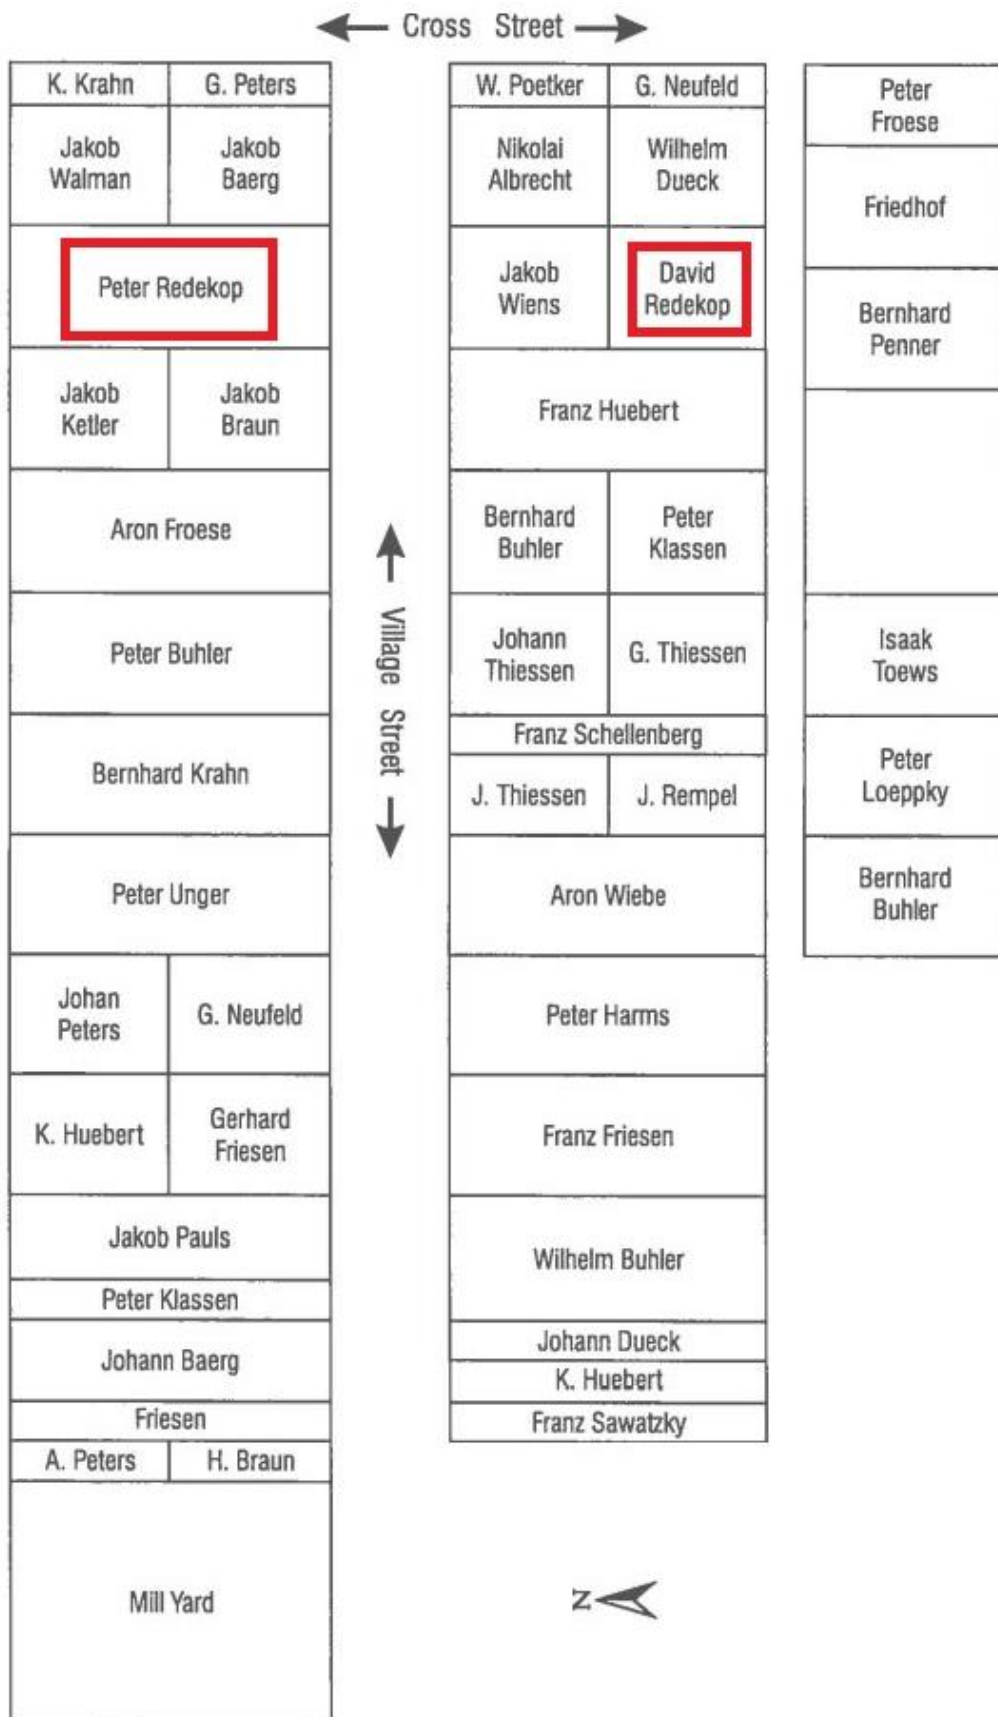 Cross Street
K. Krahn
G. Peters
Jakob
Walman
Jakob
Baerg
Peter Redekop
Jakob
Ketler
Jakob
Braun
Aron Froese
Peter Buhler
Bernhard Krahn
Peter Unger
Johan
Peters
G. Neufeld
K. Huebert
Gerhard
Friesen
Jakob Pauls
Peter Klassen
Johann Baerg
Friesen
A. Peters
H. Braun
Mill Yard
Village Street
W. Poetker
G. Neufeld
Nikolai
Albrecht
Wilhelm
Dueck
Jakob
Wiens
David
Redekop
Franz Huebert
Bernhard
Buhler
Peter
Klassen
Johann
Thiessen
G. Thiessen
Franz Schellenberg
J. Thiessen
J. Rempel
Aron Wiebe
Peter Harms
Franz Friesen
Wilhelm Buhler
Johann Dueck
K. Huebert
Franz Sawatzky
Peter
Froese
Friedhof
Bernhard
Penner
Isaak
Toews
Peter
Loeppky
Bernhard
Buhler
N